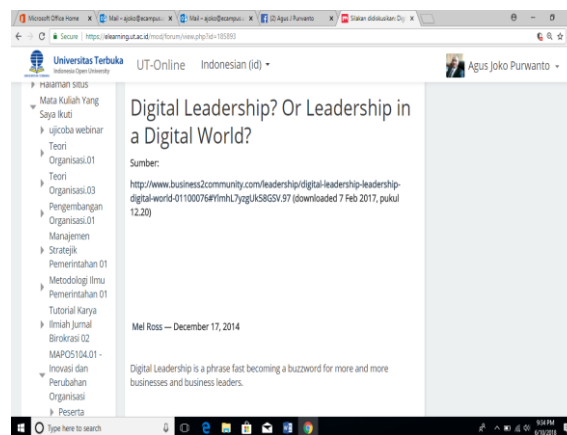 Microsoft Office Home
Mail – ajoko@ecampus.
Mail – ajoko@ecampus.
(2) Agus J Purwanto
Silakan didiskusikan: Dig
Secure | https://elearning.ut.ac.id/mod/forum/view.php?id=185893
Universitas Terbuka
Indonesia Open University
UT-Online
Indonesian (id)
Agus Joko Purwanto
Halaman Situs
Mata Kuliah Yang
Saya Ikuti
ujicoba webinar
Teori
Organisasi.01
Teori
Organisasi.03
Pengembangan
Organisasi.01
Manajemen
Stratejik
Pemerintahan 01
Metodologi Ilmu
Pemerintahan 01
Tutorial Karya
Ilmiah Jurnal
Birokrasi 02
MAPO5104.01 -
Inovasi dan
Perubahan
Organisasi
Peserta
Digital Leadership? Or Leadership in
a Digital World?
Sumber:
http://www.business2community.com/leadership/digital-leadership-leadership-
digital-world-01100076#YlmhL7yzgUk58GSV.97 (downloaded 7 Feb 2017, pukul
12.20)
Mel Ross — December 17, 2014
Digital Leadership is a phrase fast becoming a buzzword for more and more
businesses and business leaders.
Type here to search
9:54 PM
6/18/2018